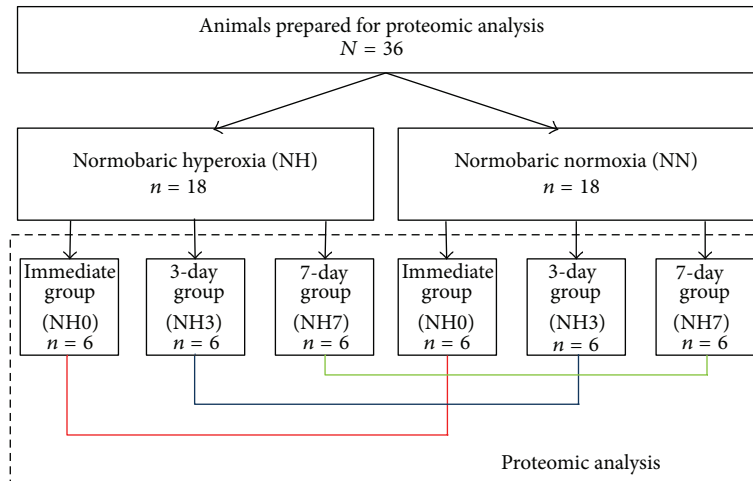 Animals prepared for proteomic analysis
N = 36
Normobaric hyperoxia (NH)
n = 18
Normobaric normoxia (NN)
n = 18
Immediate
group
(NH0)
n = 6
3-day
group
(NH3)
n = 6
7-day
group
(NH7)
n = 6
Immediate
group
(NH0)
n = 6
3-day
group
(NH3)
n = 6
7-day
group
(NH7)
n = 6
Proteomic analysis